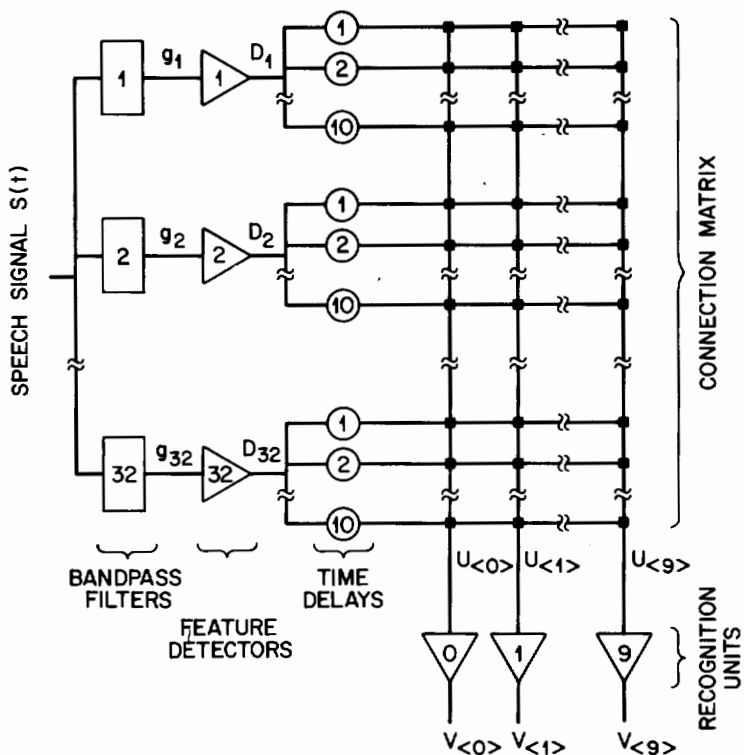 SPEECH SIGNAL S(t)
1
g1
1
D1
1
2
10
2
g2
2
D2
1
2
10
32
g32
32
D32
1
2
10
CONNECTION MATRIX
BANDPASS
FILTERS
FEATURE
DETECTORS
TIME
DELAYS
U<0>
U<1>
U<9>
0
1
9
RECOGNITION
UNITS
V<0>
V<1>
V<9>